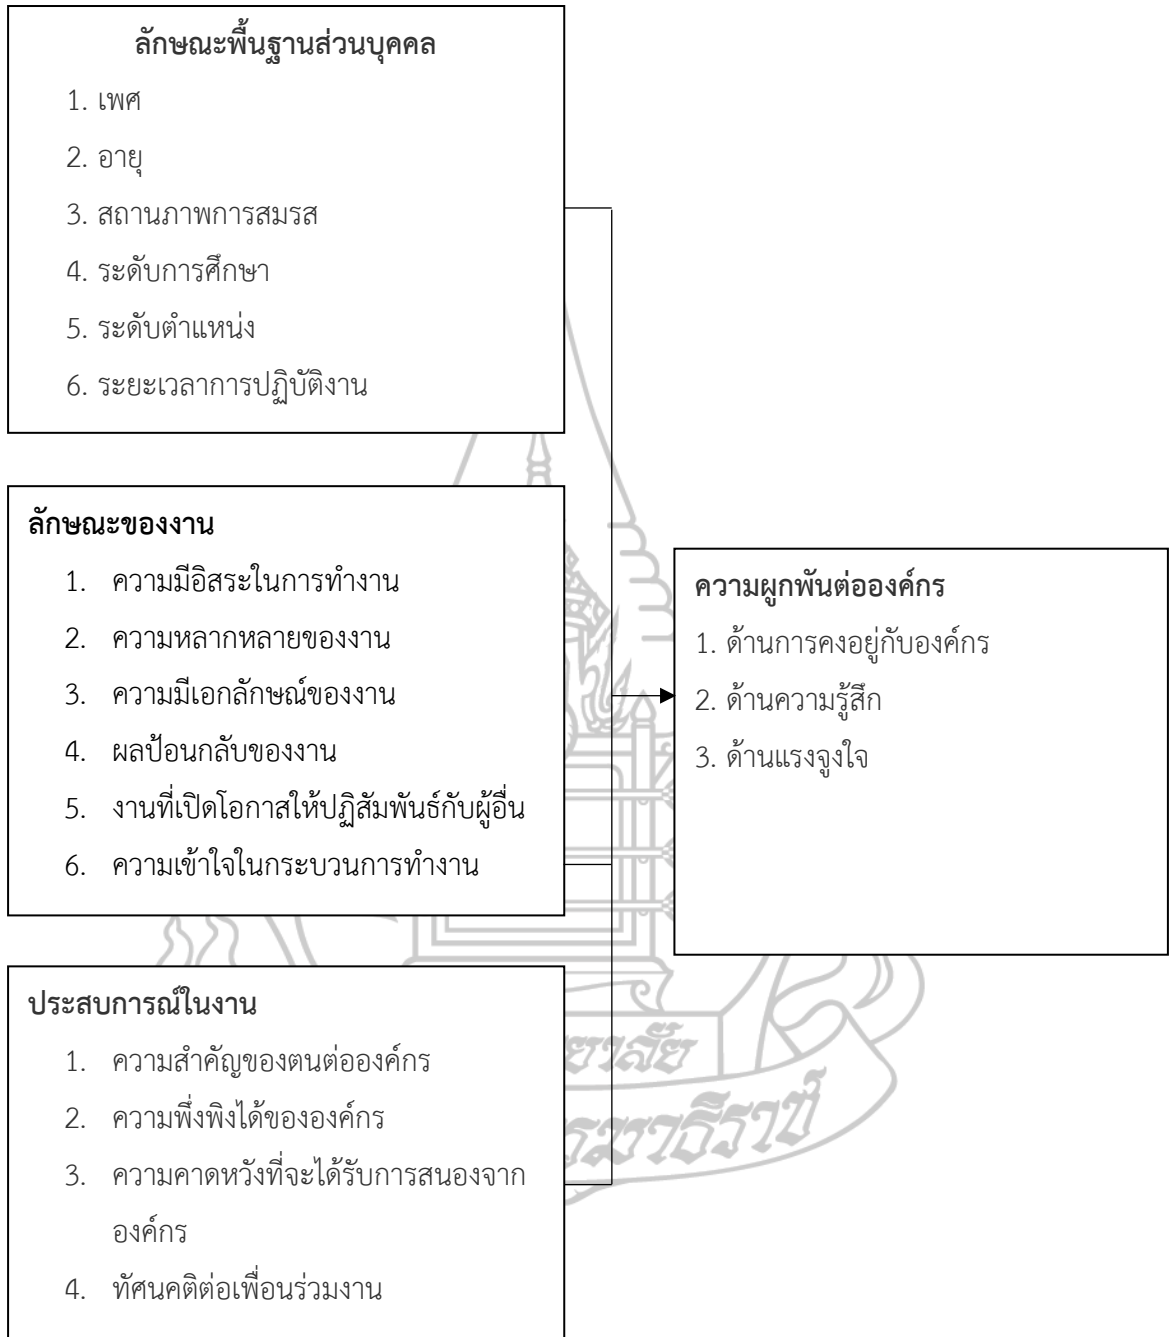 ลักษณะพื้นฐานส่วนบุคคล
1. เพศ
2. อายุ
3. สถานภาพการสมรส
4. ระดับการศึกษา
5. ระดับตำแหน่ง
6. ระยะเวลาการปฏิบัติงาน
ลักษณะของงาน
1. ความมีอิสระในการทำงาน
2. ความหลากหลายของงาน
3. ความมีเอกลักษณ์ของงาน
4. ผลป้อนกลับของงาน
5. งานที่เปิดโอกาสให้ปฏิสัมพันธ์กับผู้อื่น
6. ความเข้าใจในกระบวนการทำงาน
ความผูกพันต่อองค์กร
1. ด้านการคงอยู่กับองค์กร
2. ด้านความรู้สึก
3. ด้านแรงจูงใจ
ประสบการณ์ในงาน
1. ความสำคัญของตนต่อองค์กร
2. ความพึ่งพิงได้ขององค์กร
3. ความคาดหวังที่จะได้รับการสนองจาก
องค์กร
4. ทัศนคติต่อเพื่อนร่วมงาน